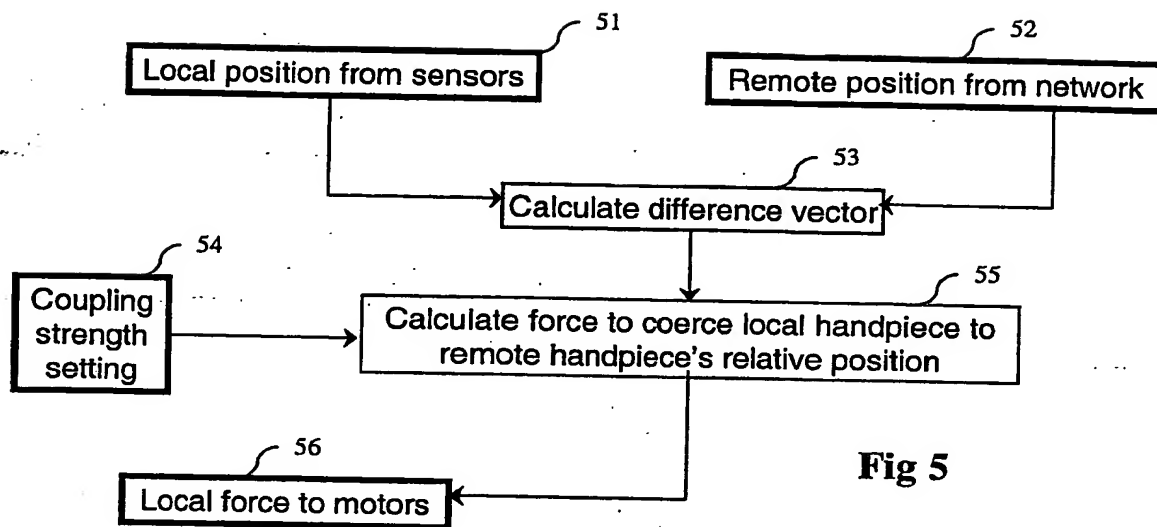 51
Local position from sensors
52
Remote position from network
53
Calculate difference vector
54
Coupling
strength
setting
55
Calculate force to coerce local handpiece to
remote handpiece's relative position
56
Local force to motors
Fig 5